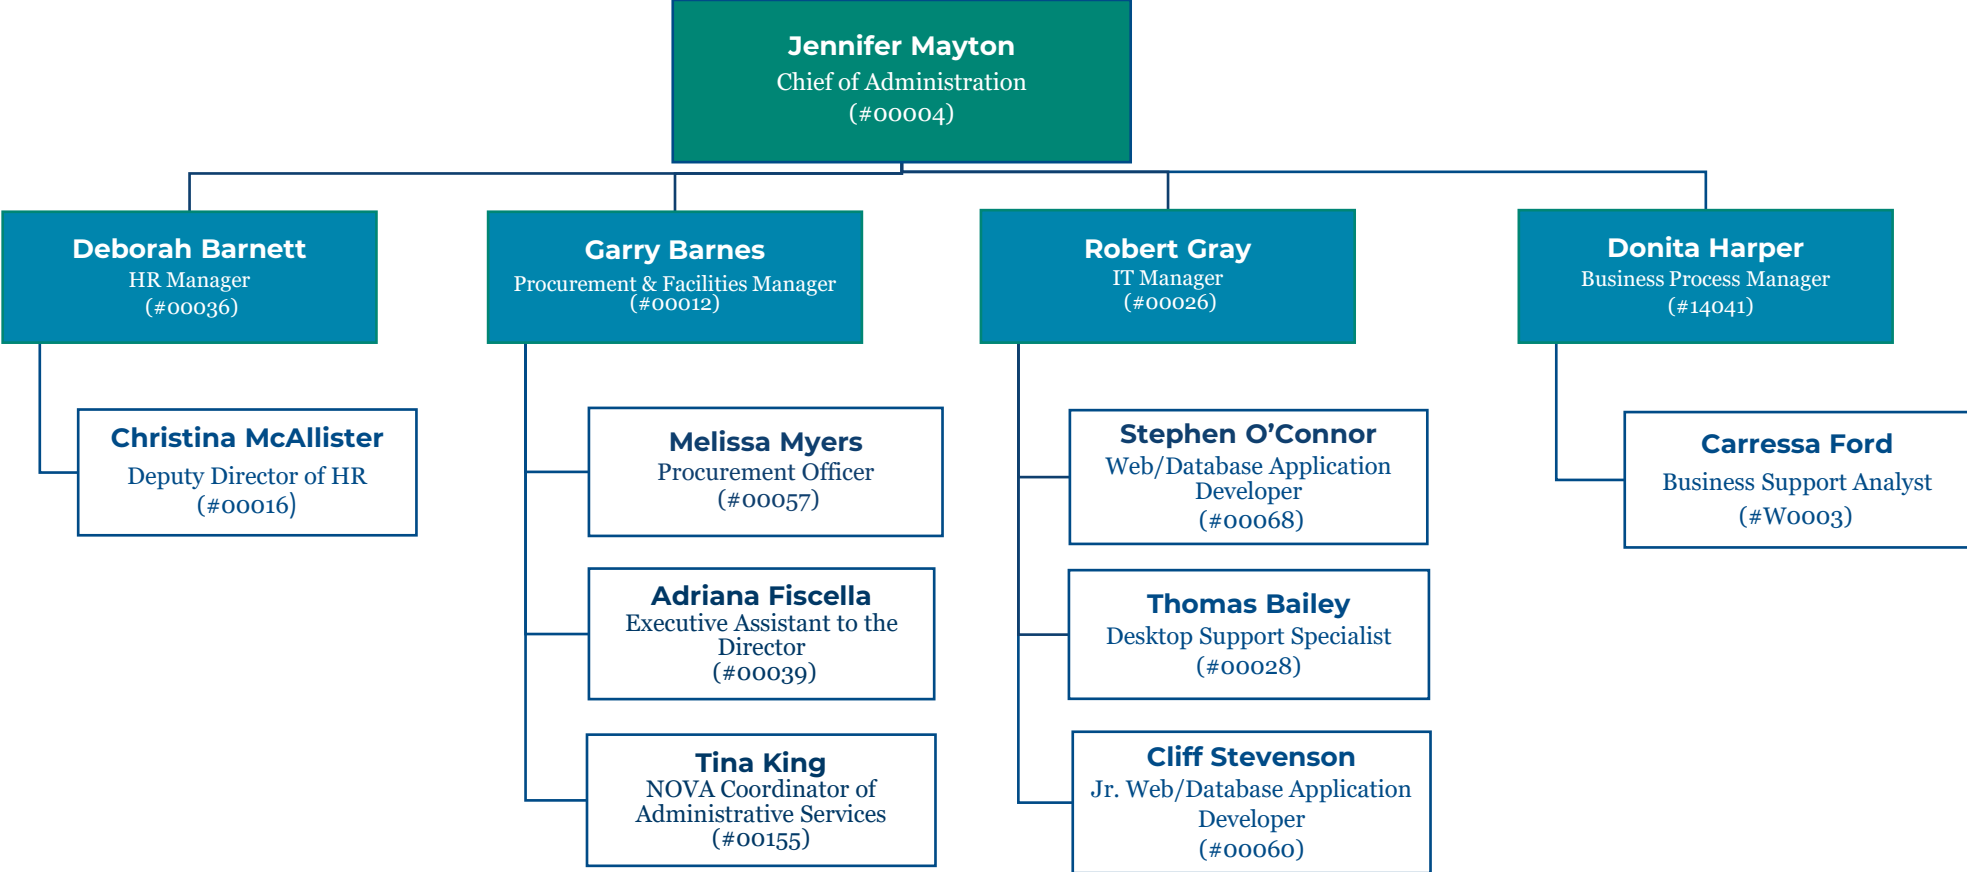 Jennifer Mayton
Chief of Administration
(#00004)
Deborah Barnett
HR Manager
(#00036)
Garry Barnes
Procurement & Facilities Manager
(#00012)
Robert Gray
IT Manager
(#00026)
Donita Harper
Business Process Manager
(#14041)
Christina McAllister
Deputy Director of HR
(#00016)
Melissa Myers
Procurement Officer
(#00057)
Adriana Fiscella
Executive Assistant to the
Director
(#00039)
Tina King
NOVA Coordinator of
Administrative Services
(#00155)
Stephen O’Connor
Web/Database Application
Developer
(#00068)
Thomas Bailey
Desktop Support Specialist
(#00028)
Cliff Stevenson
Jr. Web/Database Application
Developer
(#00060)
Carressa Ford
Business Support Analyst
(#W0003)